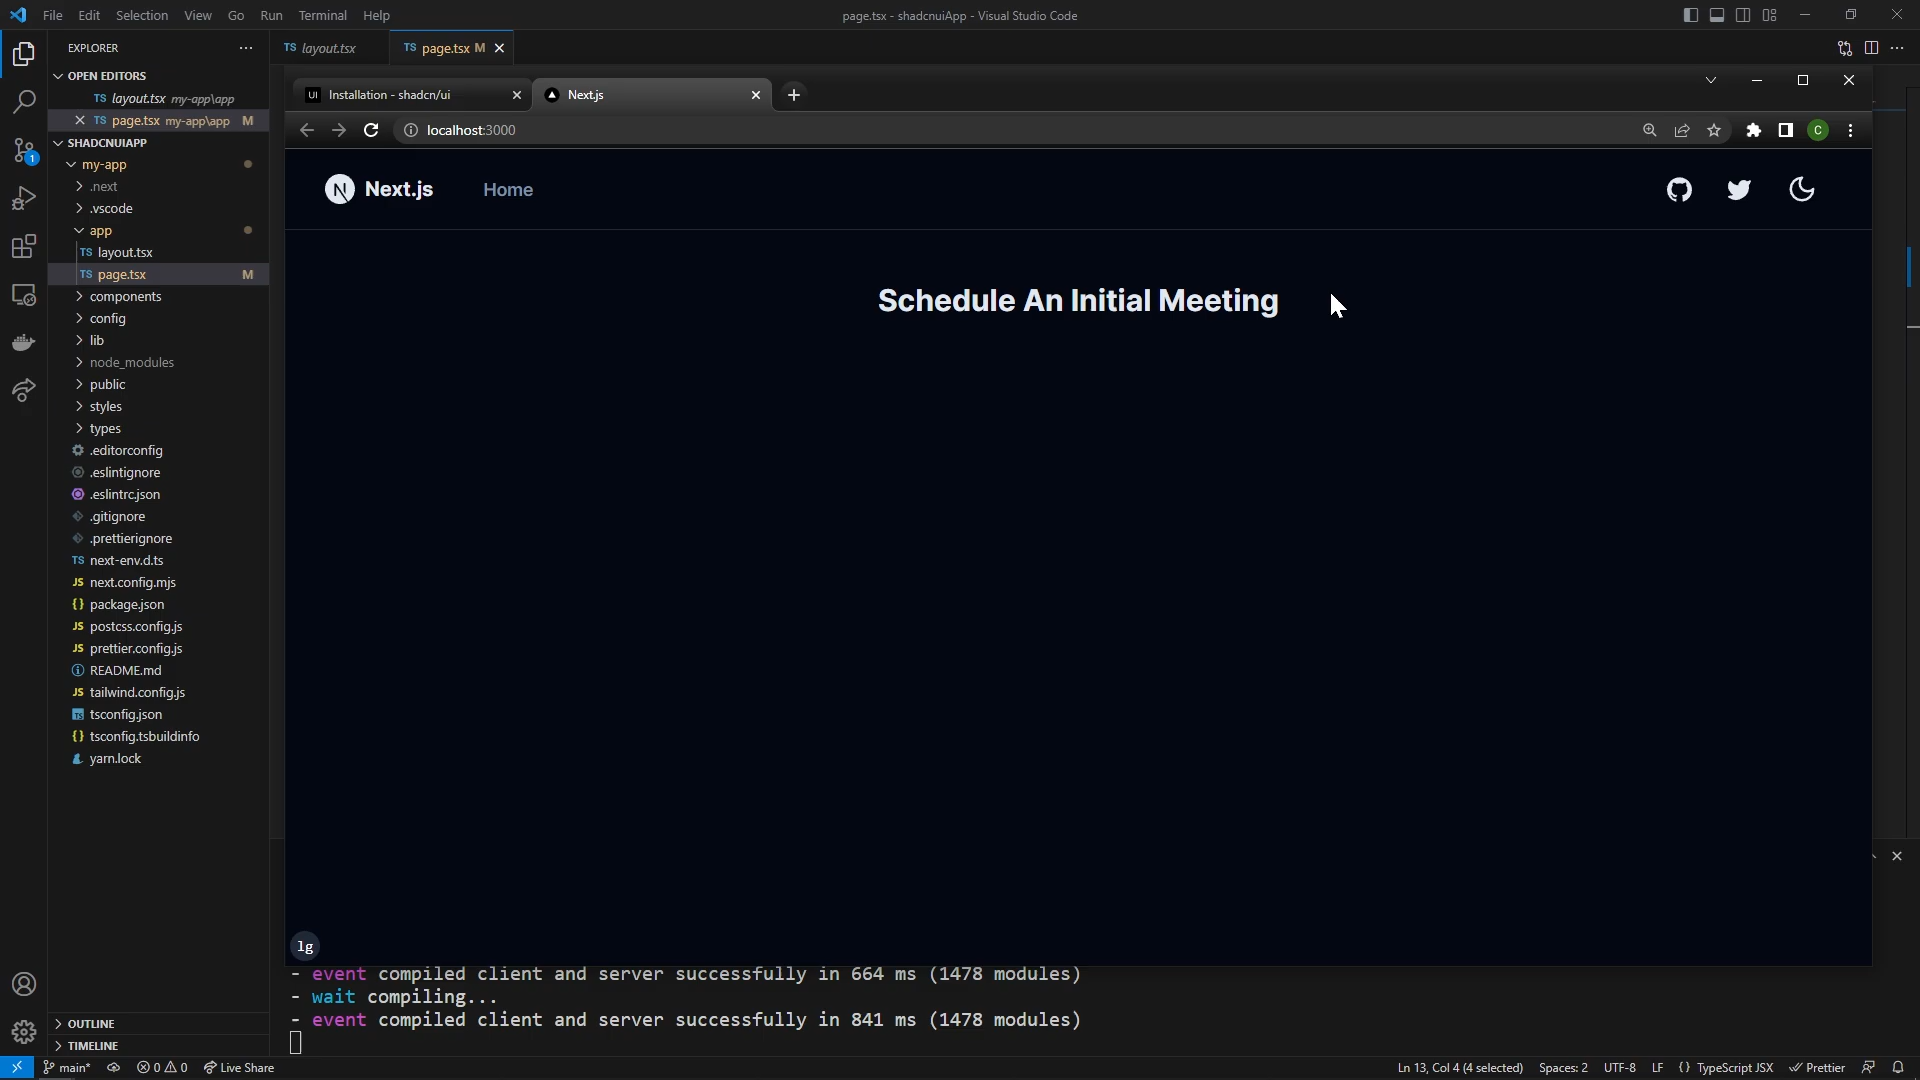 File Edit Selection View Go Run Terminal Help
page.tsx - shadcnuiApp - Visual Studio Code
EXPLORER
TS layout.tsx
TS page.tsx M
OPEN EDITORS
TS layout.tsx my-app\app
TS page.tsx my-app\app M
SHADCNUIAPP
my-app
.next
.vscode
app
TS layout.tsx
TS page.tsx M
components
config
lib
node_modules
public
styles
types
.editorconfig
.eslintignore
.eslintrc.json
.gitignore
.prettierignore
TS next-env.d.ts
JS next.config.mjs
{} package.json
JS postcss.config.js
JS prettier.config.js
README.md
JS tailwind.config.js
TS tsconfig.json
{} tsconfig.tsbuildinfo
yarn.lock
OUTLINE
TIMELINE
1
UI Installation - shadcn/ui
Next.js
localhost:3000
C
N Next.js Home
Schedule An Initial Meeting
lg
- event compiled client and server successfully in 664 ms (1478 modules)
- wait compiling...
- event compiled client and server successfully in 841 ms (1478 modules)
main* 0 0 Live Share
Ln 13, Col 4 (4 selected) Spaces: 2 UTF-8 LF {} TypeScript JSX Prettier